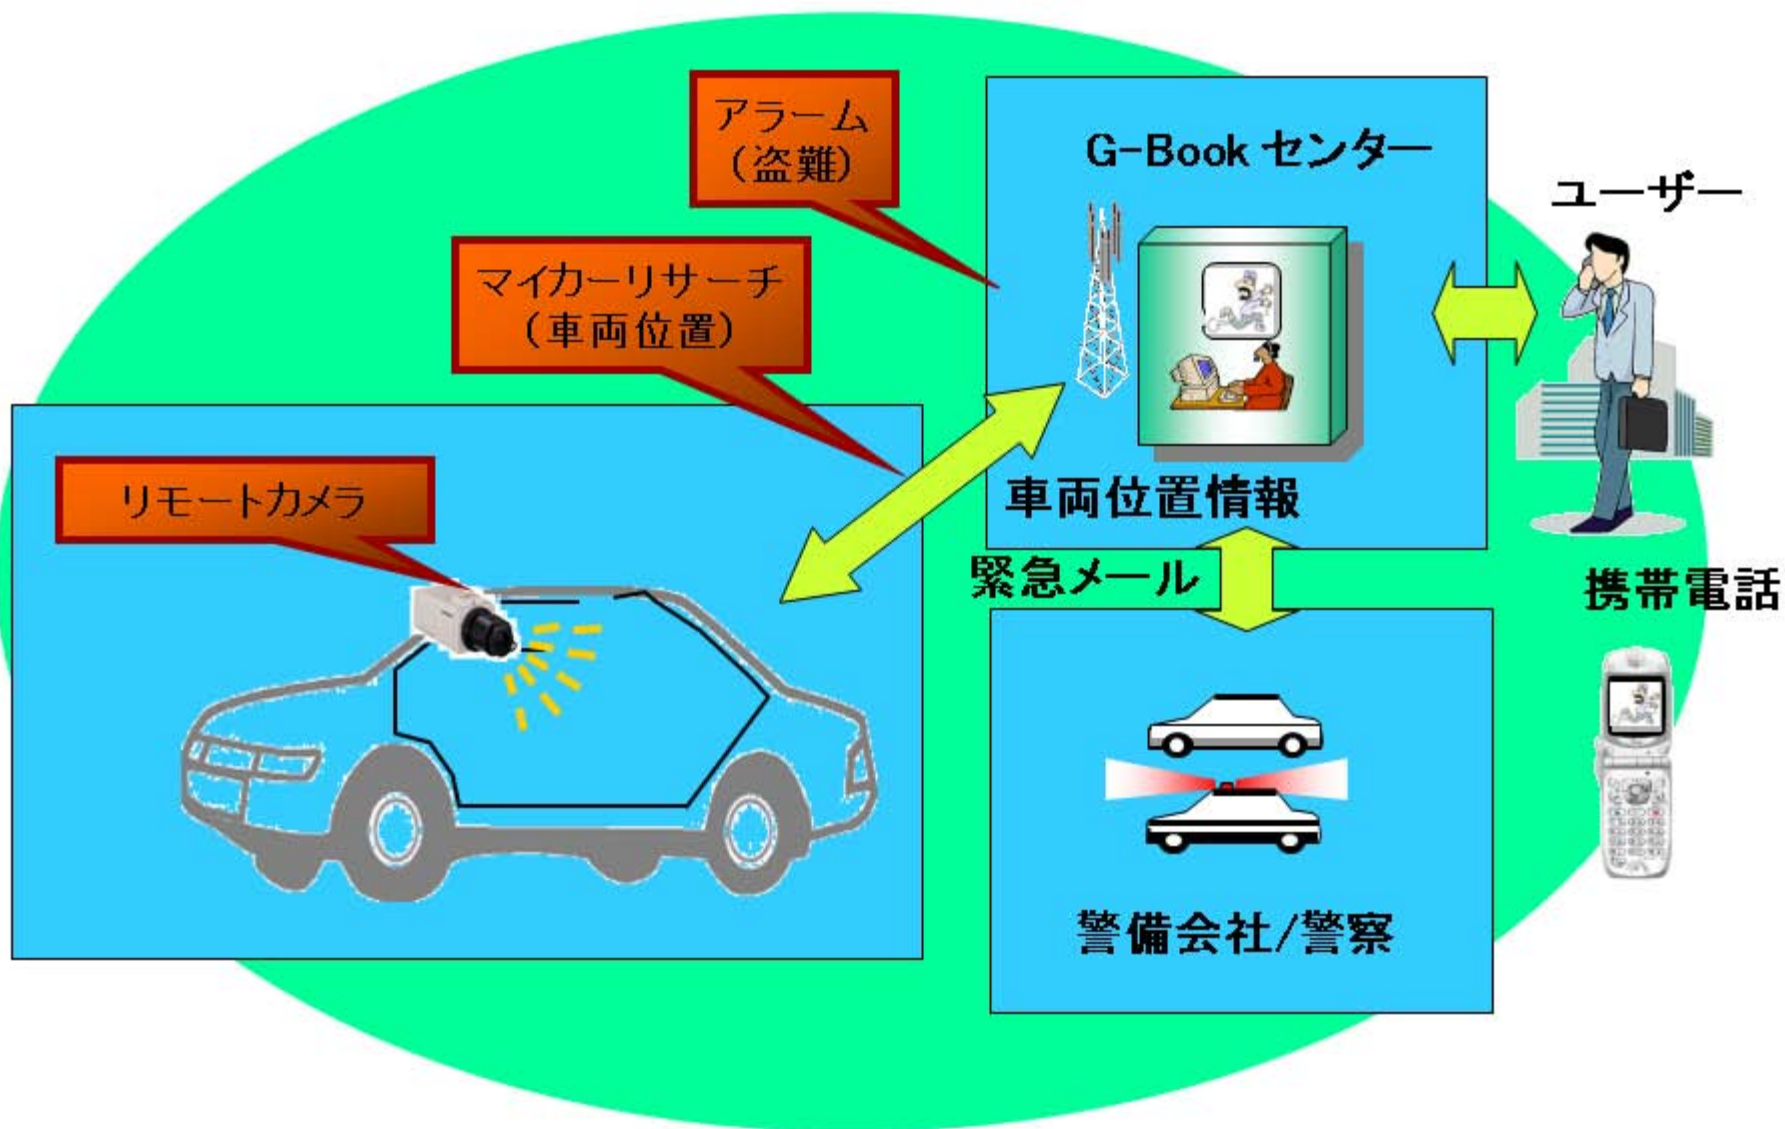 アラーム
(盗難)
G-Book センター
ユーザー
マイカーリサーチ
(車両位置)
リモートカメラ
車両位置情報
緊急メール
携帯電話
警備会社/警察